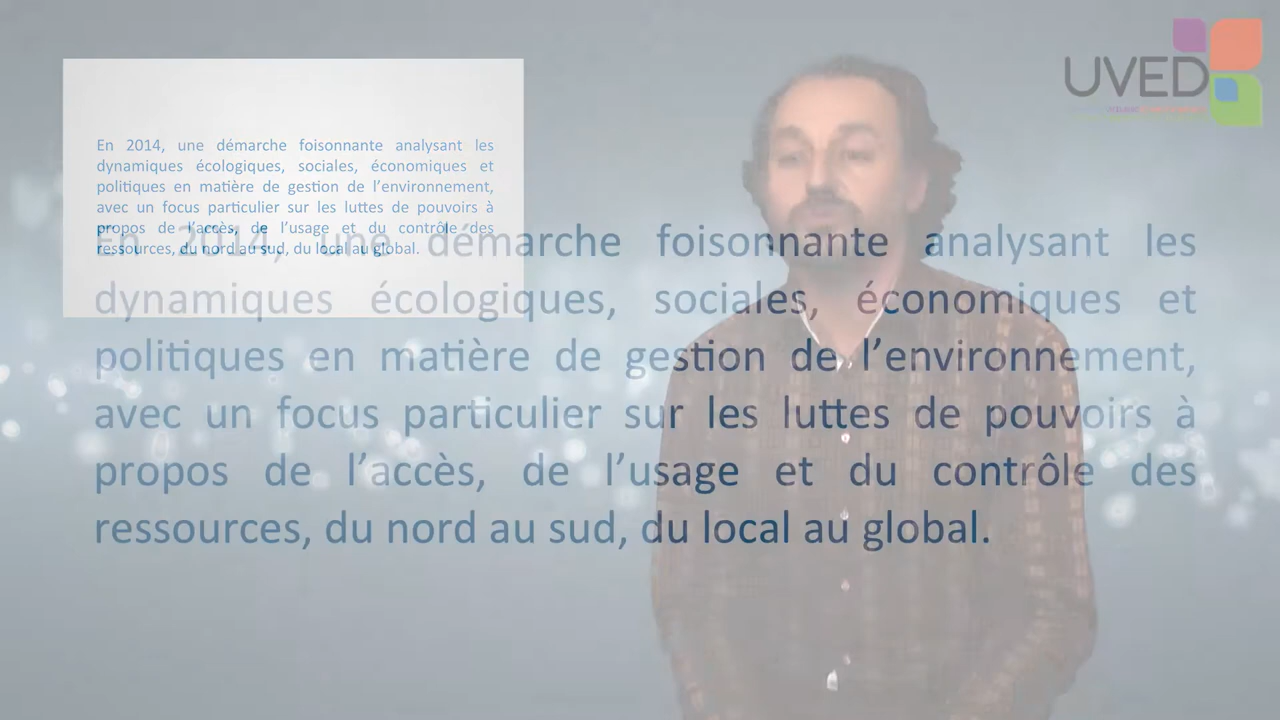 UVED
En 2014, une démarche foisonnante analysant les
dynamiques écologiques, sociales, économiques et
politiques en matière de gestion de l’environnement,
avec un focus particulier sur les luttes de pouvoirs à
propos de l’accès, de l’usage et du contrôle des
ressources, du nord au sud, du local au global.
En 2014, une démarche foisonnante analysant les
dynamiques écologiques, sociales, économiques et
politiques en matière de gestion de l’environnement,
avec un focus particulier sur les luttes de pouvoirs à
propos de l’accès, de l’usage et du contrôle des
ressources, du nord au sud, du local au global.